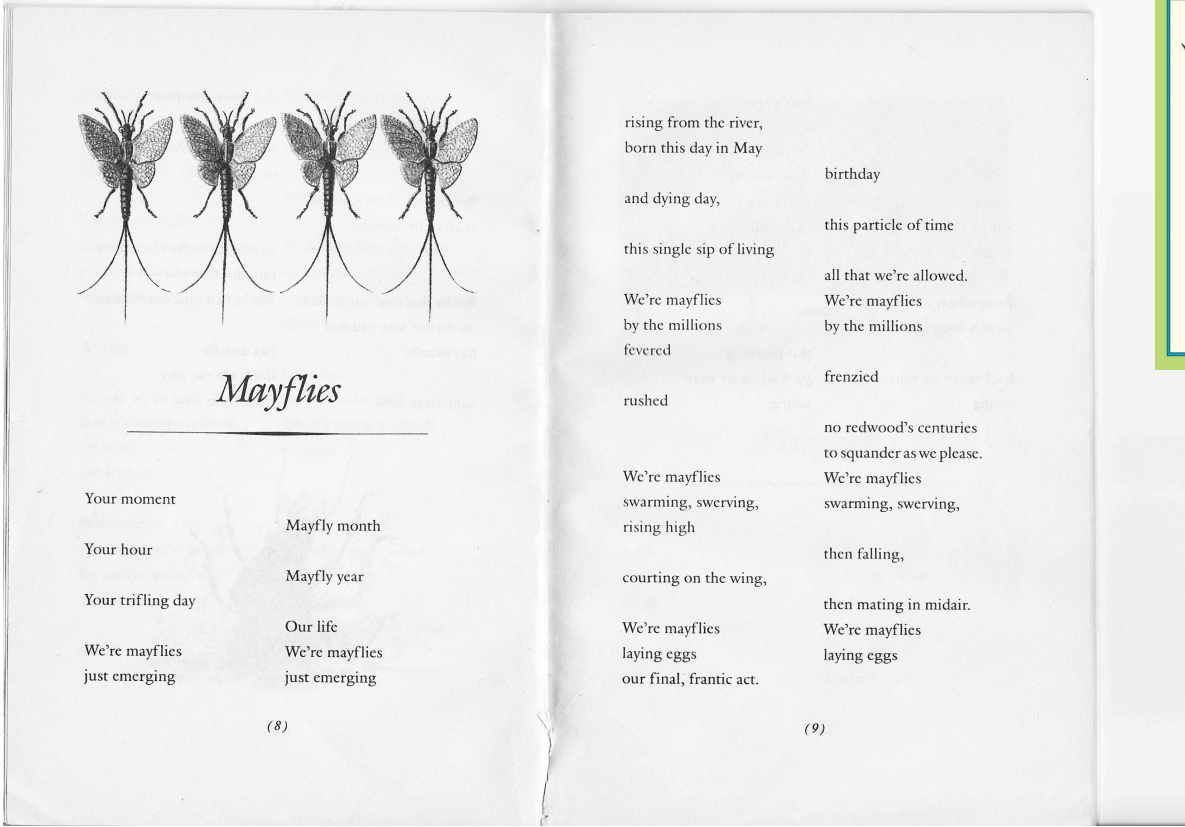 Mayflies
Your moment
Mayfly month
Your hour
Mayfly year
Your trifling day
Our life
We're mayflies We're mayflies
just emerging just emerging
(8)
rising from the river,
born this day in May
birthday
and dying day,
this particle of time
this single sip of living
all that we're allowed.
We're mayflies We're mayflies
by the millions by the millions
fevered
frenzied
rushed
no redwood's centuries
to squander as we please.
We're mayflies We're mayflies
swarming, swerving, swarming, swerving,
rising high
then falling,
courting on the wing,
then mating in midair.
We're mayflies We're mayflies
laying eggs laying eggs
our final, frantic act.
(9)